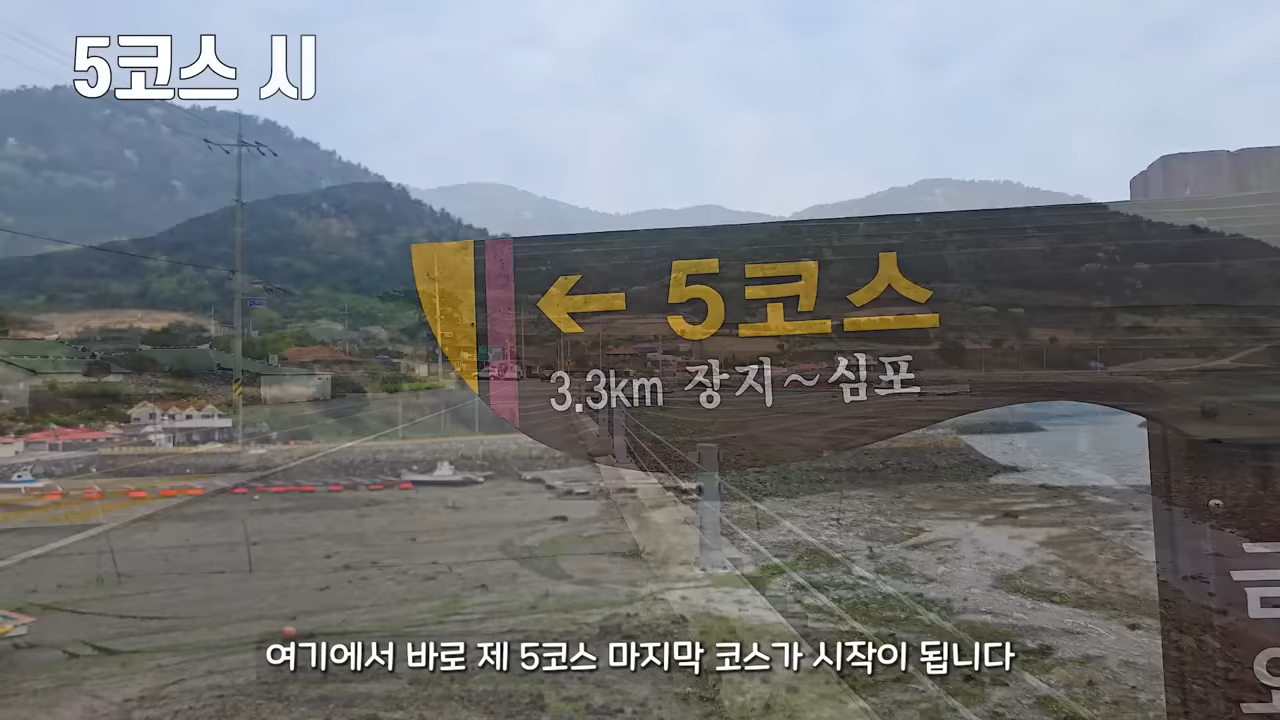 5코스 시
← 5코스
3.3km 장지~심포
여기에서 바로 제 5코스 마지막 코스가 시작이 됩니다